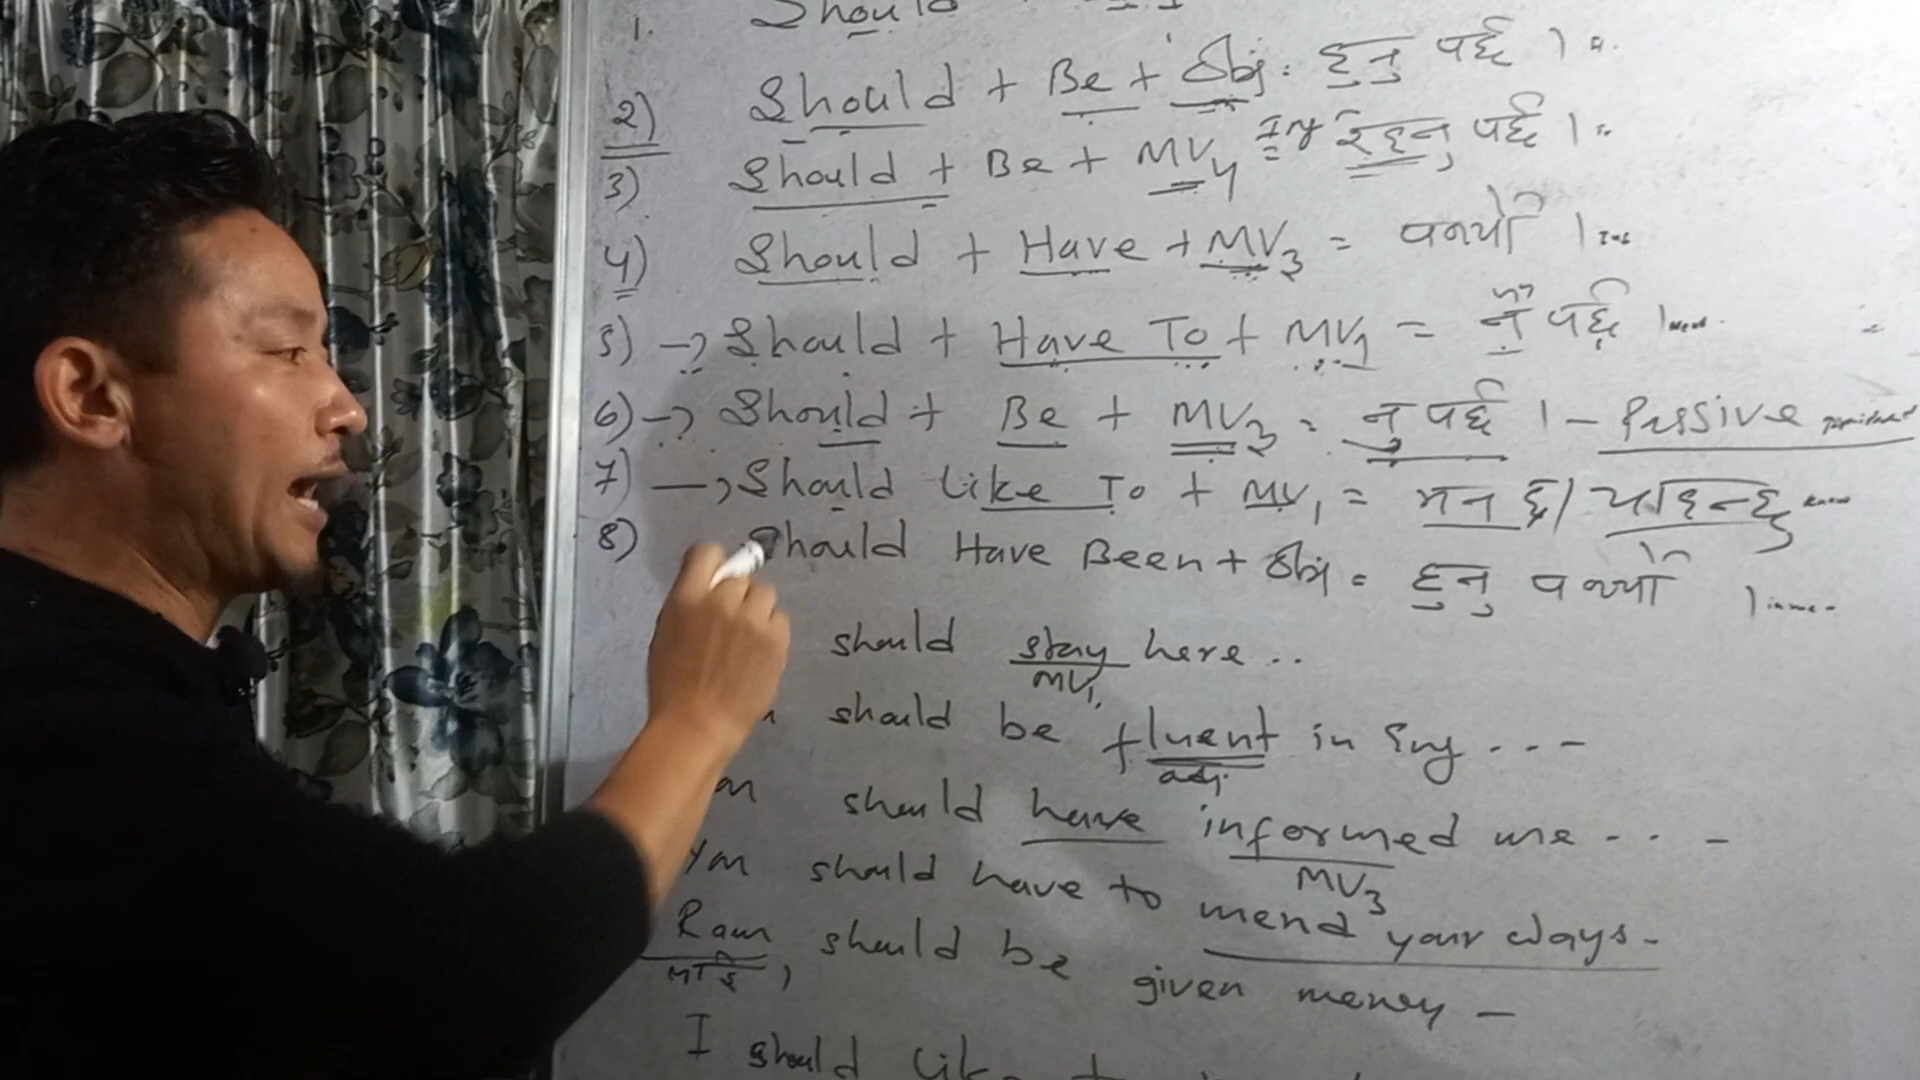 1. Should
2) Should + Be + Obj. हुनु पर्छ ।
3) Should + Be + MV4 Ing रहनु पर्छ ।
4) Should + Have + MV3 = पर्थ्यो ।
5) → Should + Have To + MV1 = नै पर्छ ।
6) → Should + Be + MV3 = नु पर्छ । - Passive
7) → Should Like To + MV1 = मन छ / चाहन्छु
8) Should Have Been + Obj = हुनु पर्थ्यो ।
should stay here ..
MV1
should be fluent in Eng ... -
adj.
should have informed me ... -
MV3
You should have to mend your ways -
Ram should be given money -
I should like t